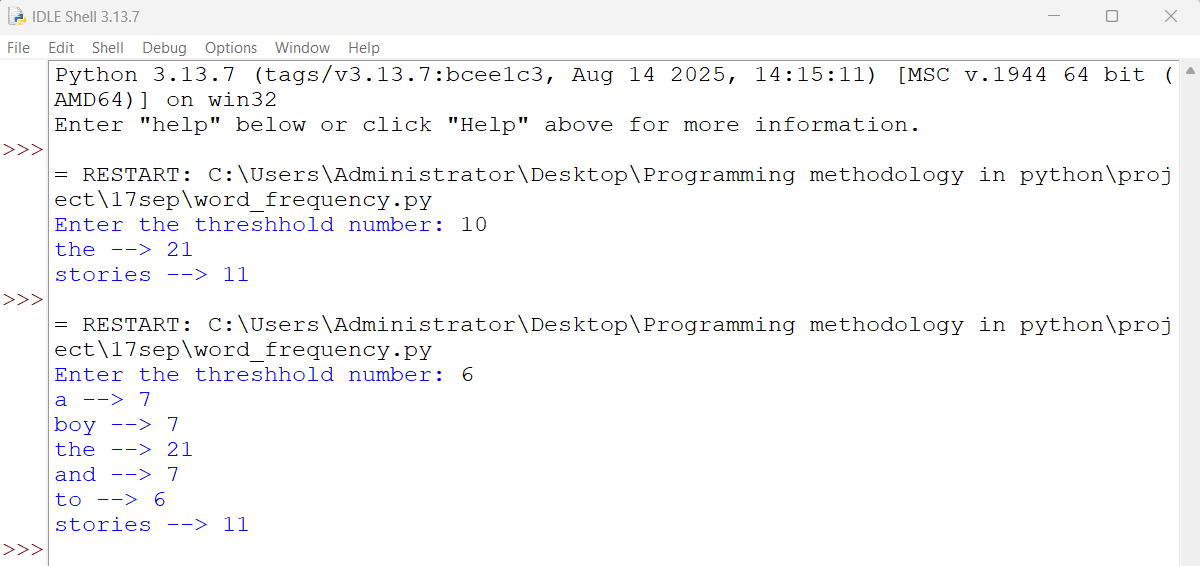 IDLE Shell 3.13.7
File Edit Shell Debug Options Window Help
Python 3.13.7 (tags/v3.13.7:bcee1c3, Aug 14 2025, 14:15:11) [MSC v.1944 64 bit (
AMD64)] on win32
Enter "help" below or click "Help" above for more information.
>>>
= RESTART: C:\Users\Administrator\Desktop\Programming methodology in python\proj
ect\17sep\word_frequency.py
Enter the threshhold number: 10
the --> 21
stories --> 11
>>>
= RESTART: C:\Users\Administrator\Desktop\Programming methodology in python\proj
ect\17sep\word_frequency.py
Enter the threshhold number: 6
a --> 7
boy --> 7
the --> 21
and --> 7
to --> 6
stories --> 11
>>>